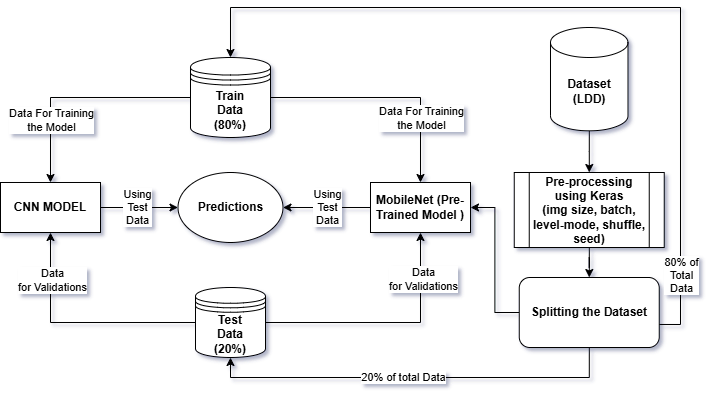 Train
Data
(80%)
Dataset
(LDD)
Data For Training
the Model
Data For Training
the Model
CNN MODEL
Using
Test
Data
Predictions
Using
Test
Data
MobileNet (Pre-
Trained Model )
Pre-processing
using Keras
(img size, batch,
level-mode, shuffle,
seed)
80% of
Total
Data
Data
for Validations
Data
for Validations
Test
Data
(20%)
Splitting the Dataset
20% of total Data